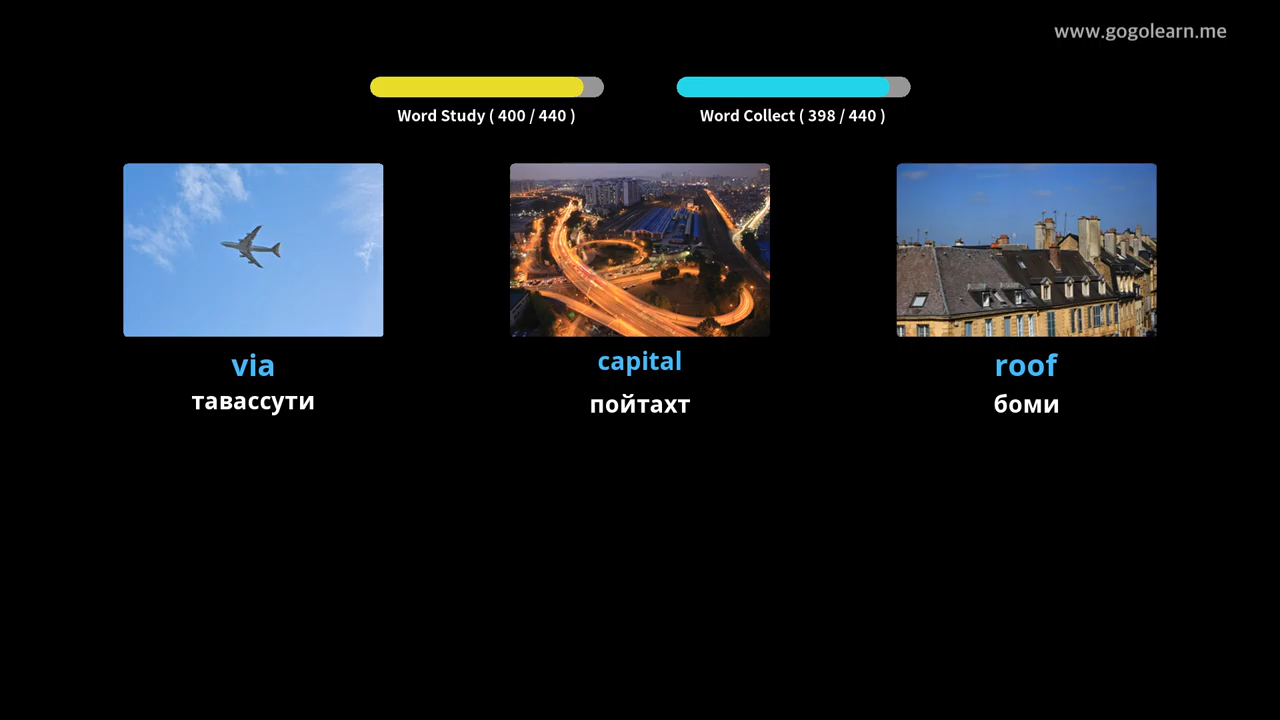 www.gogolearn.me
Word Study ( 400 / 440 )
Word Collect ( 398 / 440 )
via
тавассути
capital
пойтахт
roof
боми